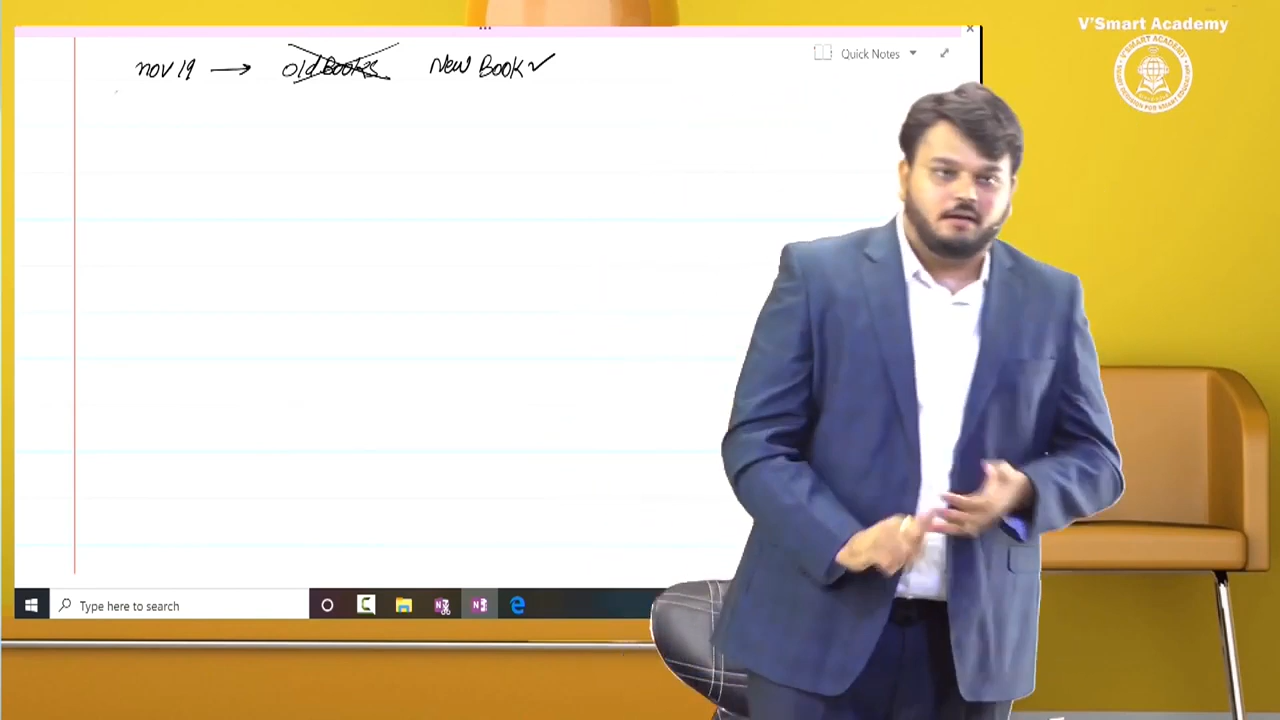 V'Smart Academy
nov 19 → Old Books New Book ✓
Quick Notes
Type here to search